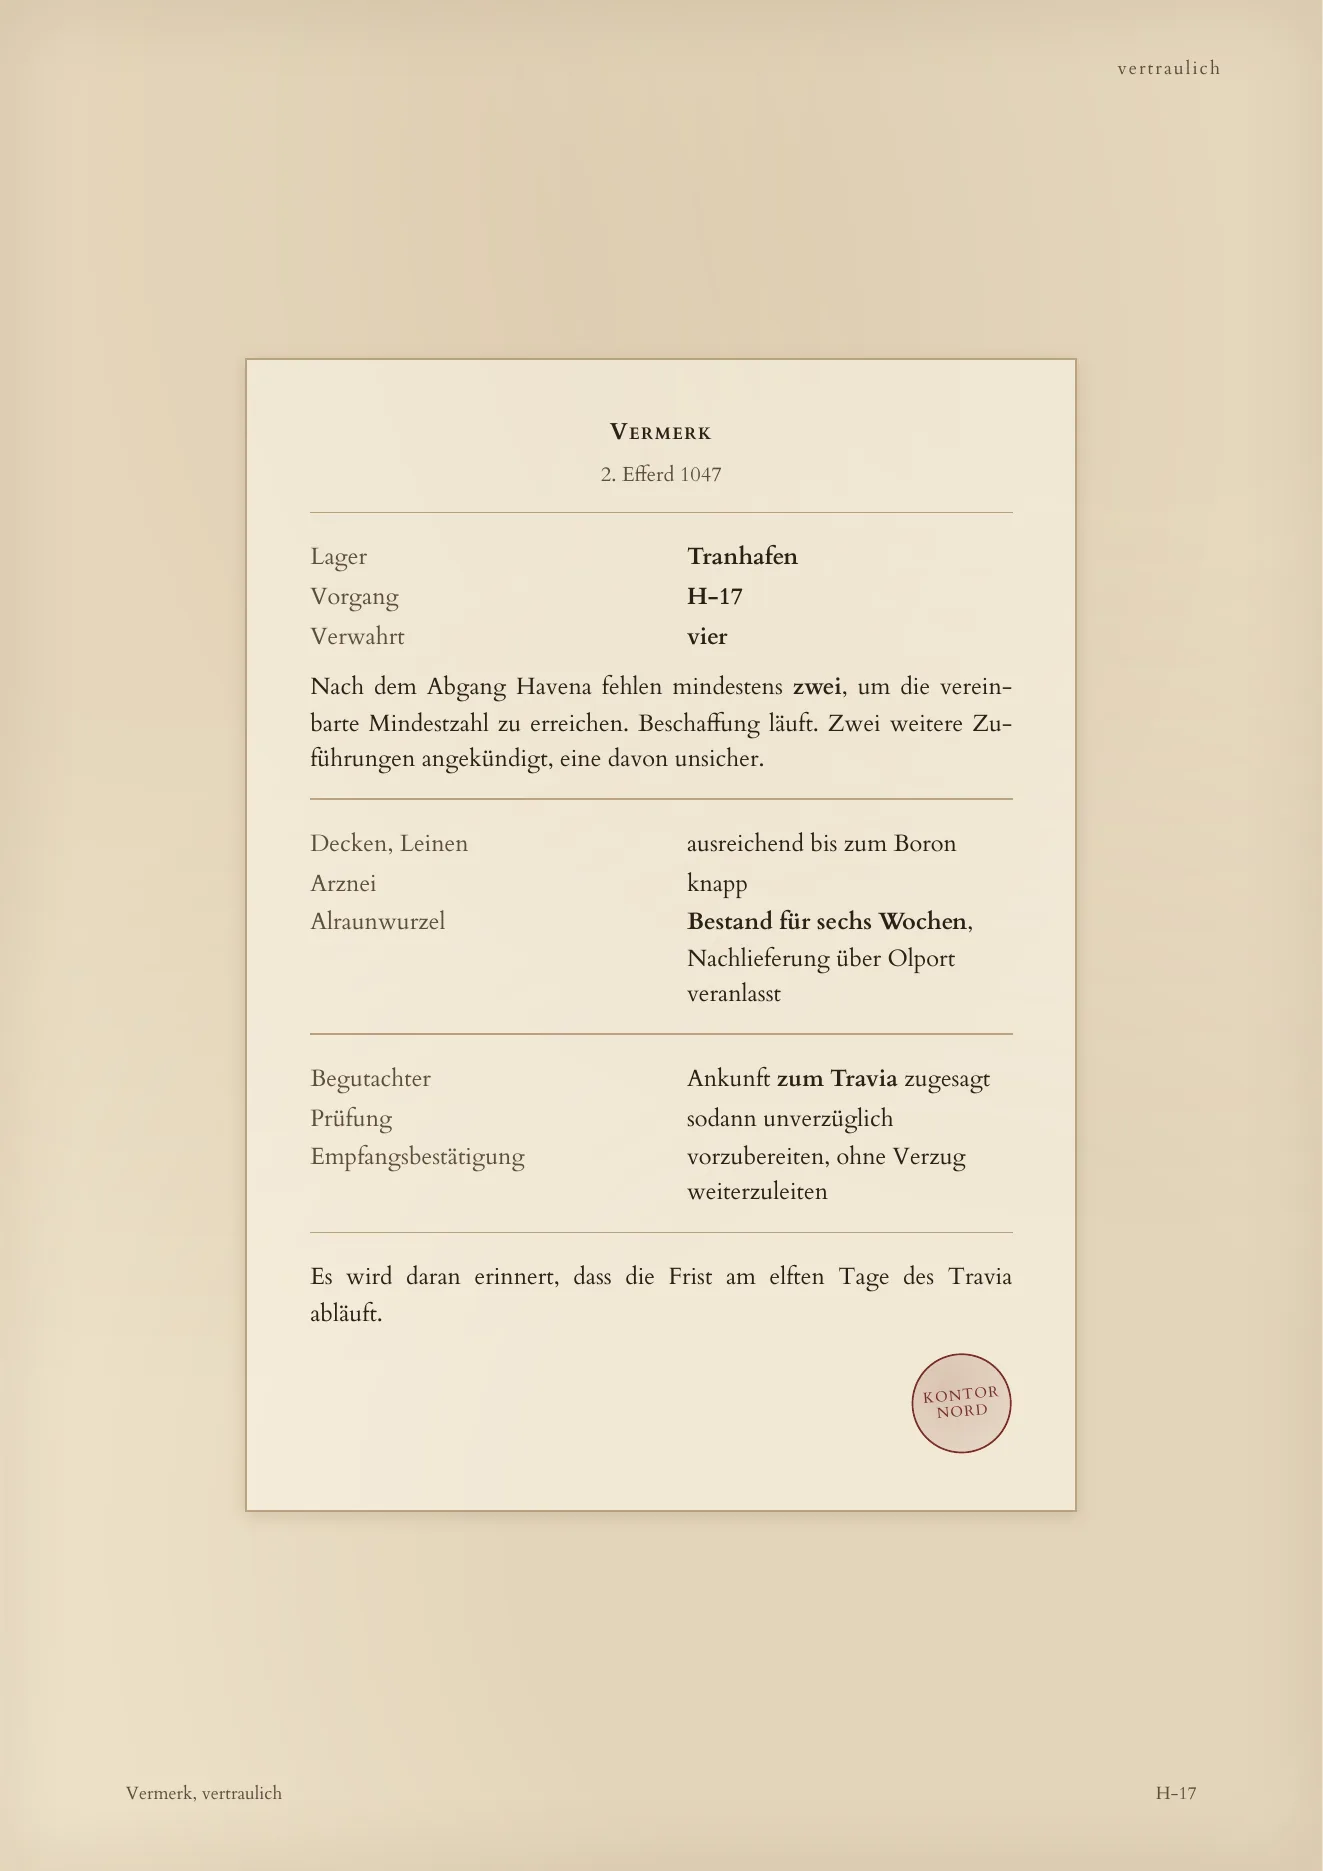 vertraulich
Vermerk
2. Efferd 1047
Lager Tranhafen
Vorgang H-17
Verwahrt vier
Nach dem Abgang Havena fehlen mindestens zwei, um die verein-
barte Mindestzahl zu erreichen. Beschaffung läuft. Zwei weitere Zu-
führungen angekündigt, eine davon unsicher.
Decken, Leinen ausreichend bis zum Boron
Arznei knapp
Alraunwurzel Bestand für sechs Wochen,
Nachlieferung über Olport
veranlasst
Begutachter Ankunft zum Travia zugesagt
Prüfung sodann unverzüglich
Empfangsbestätigung vorzubereiten, ohne Verzug
weiterzuleiten
Es wird daran erinnert, dass die Frist am elften Tage des Travia
abläuft.
KONTOR
NORD
Vermerk, vertraulich H-17